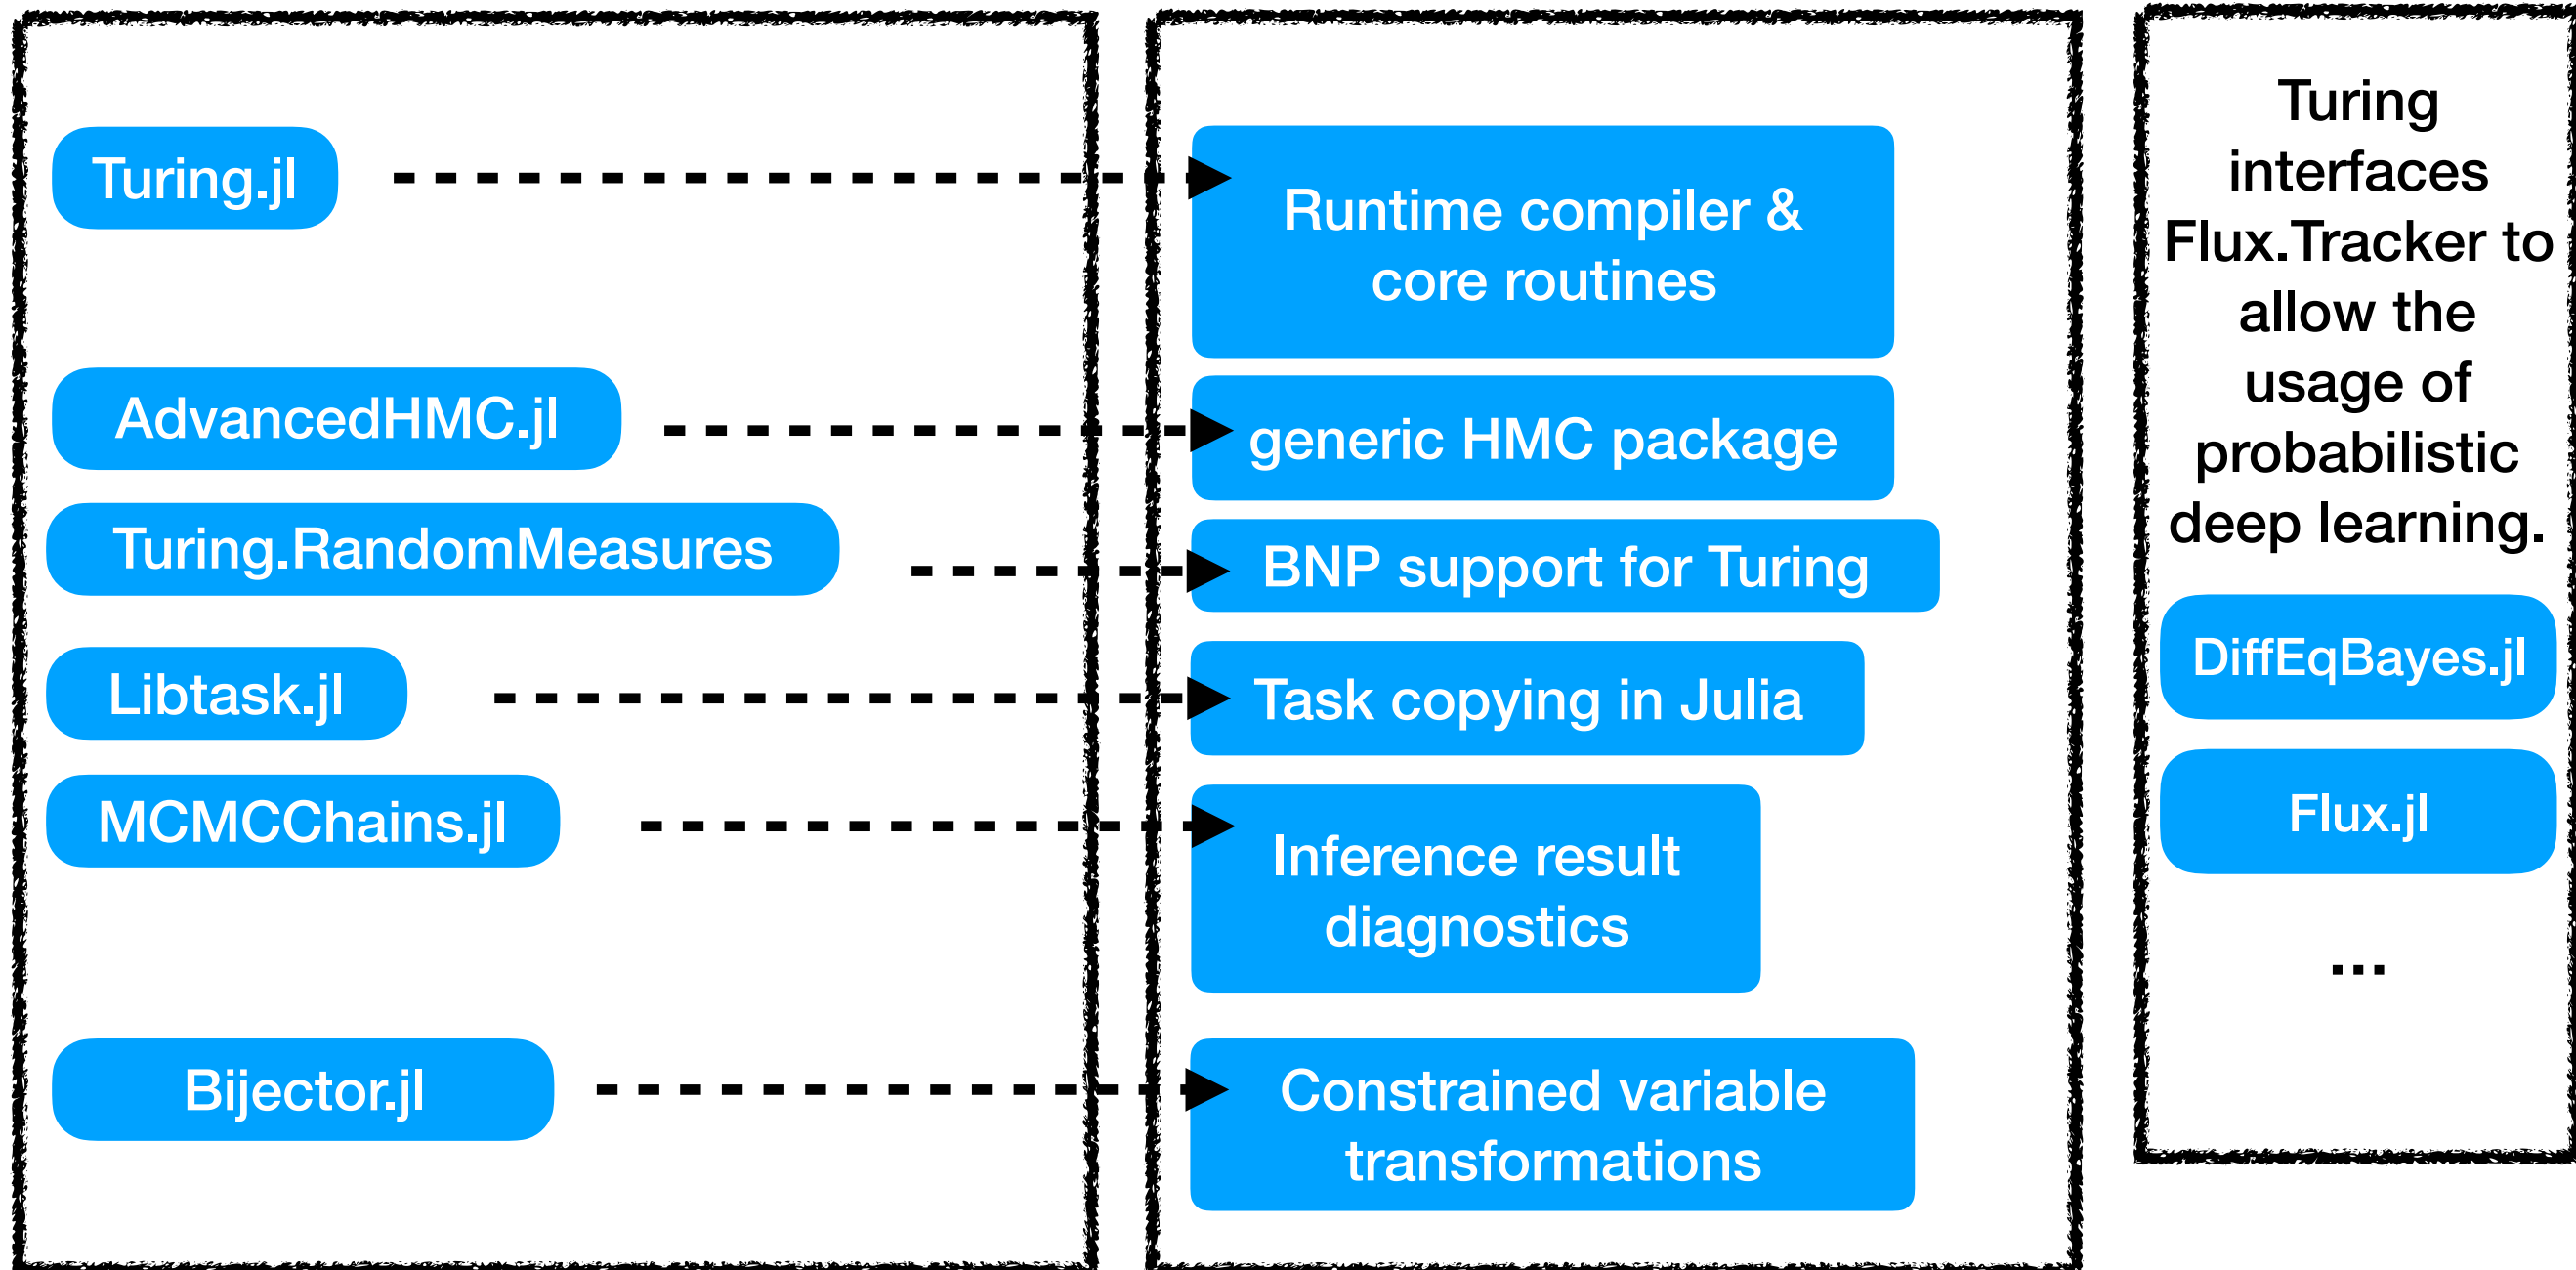 Turing.jl
AdvancedHMC.jl
Turing.RandomMeasures
Libtask.jl
MCMCChains.jl
Bijector.jl
Runtime compiler &
core routines
generic HMC package
BNP support for Turing
Task copying in Julia
Inference result
diagnostics
Constrained variable
transformations
Turing
interfaces
Flux.Tracker to
allow the
usage of
probabilistic
deep learning.
DiffEqBayes.jl
Flux.jl
...